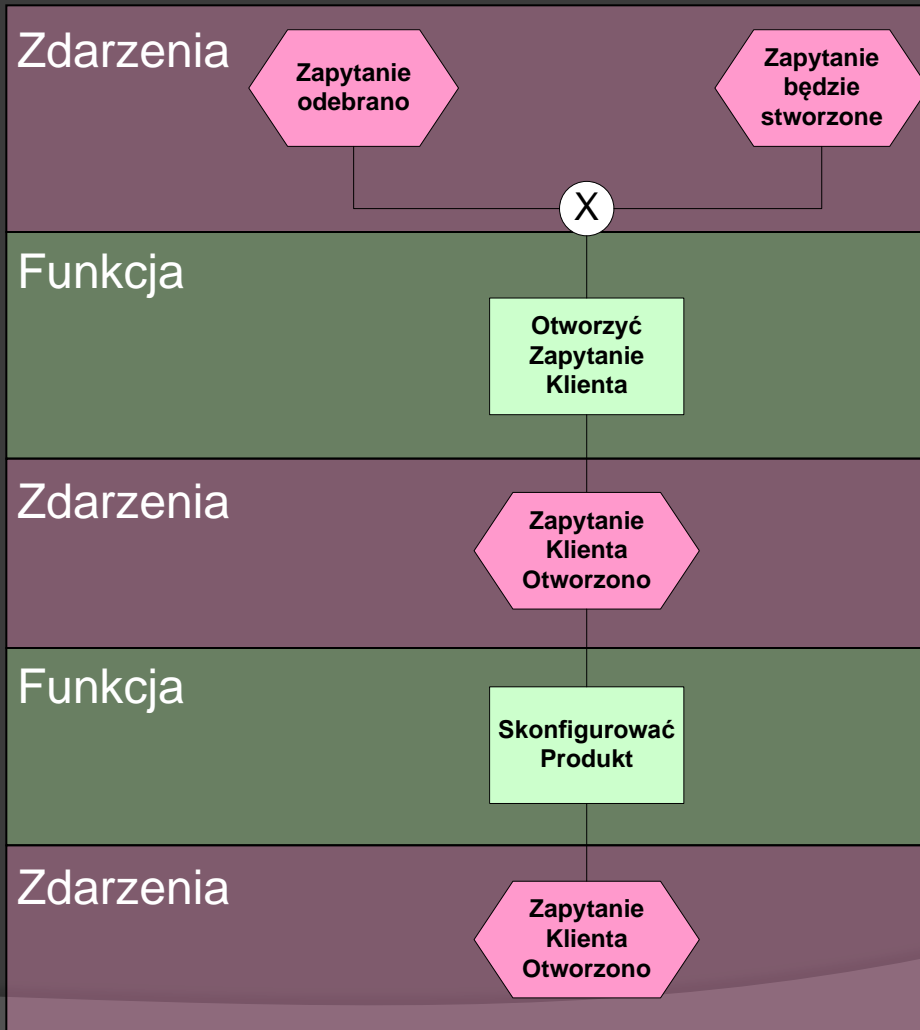 Zdarzenia
Zapytanie
odebrano
Zapytanie
będzie
stworzone
X
Funkcja
Otworzyć
Zapytanie
Klienta
Zdarzenia
Zapytanie
Klienta
Otworzono
Funkcja
Skonfigurować
Produkt
Zdarzenia
Zapytanie
Klienta
Otworzono